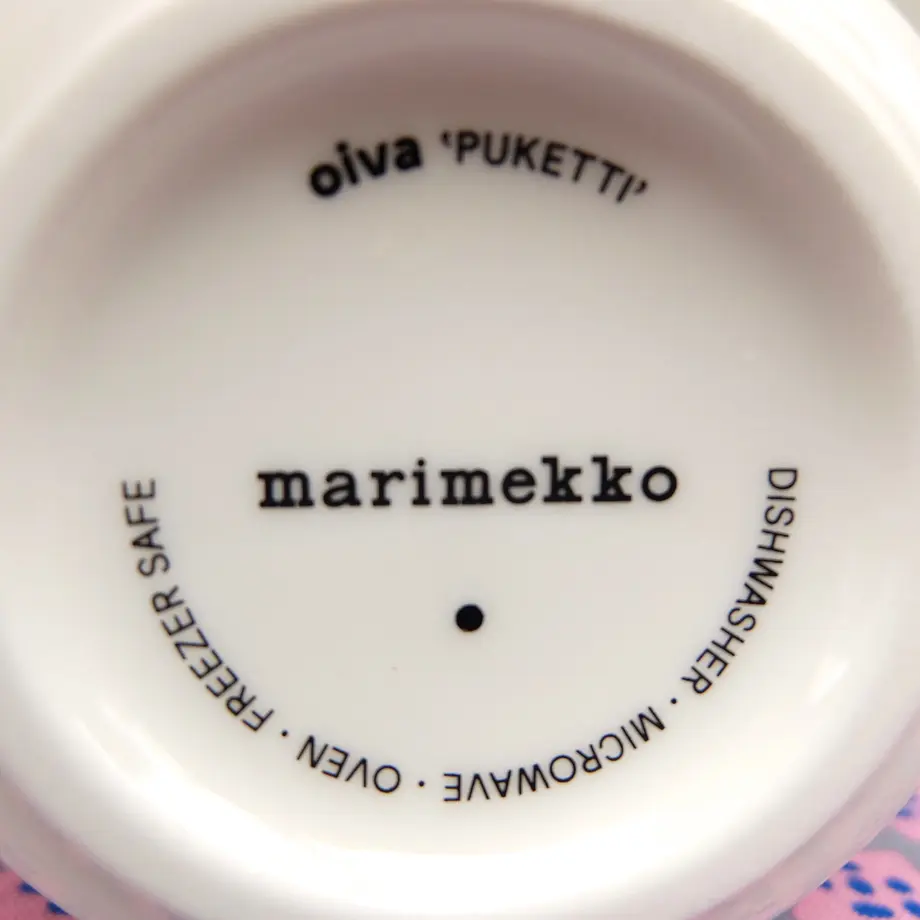 oiva ‘PUKETTI’
marimekko
DISHWASHER · MICROWAVE · OVEN · FREEZER SAFE